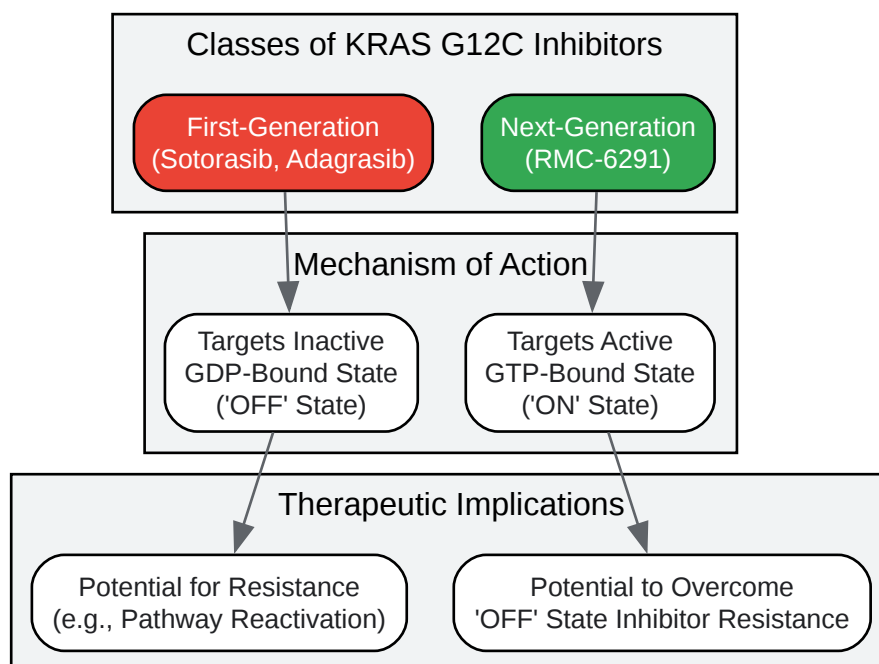 Classes of KRAS G12C Inhibitors
First-Generation
(Sotorasib, Adagrasib)
Next-Generation
(RMC-6291)
Mechanism of Action
Targets Inactive
GDP-Bound State
('OFF' State)
Targets Active
GTP-Bound State
('ON' State)
Therapeutic Implications
Potential for Resistance
(e.g., Pathway Reactivation)
Potential to Overcome
'OFF' State Inhibitor Resistance